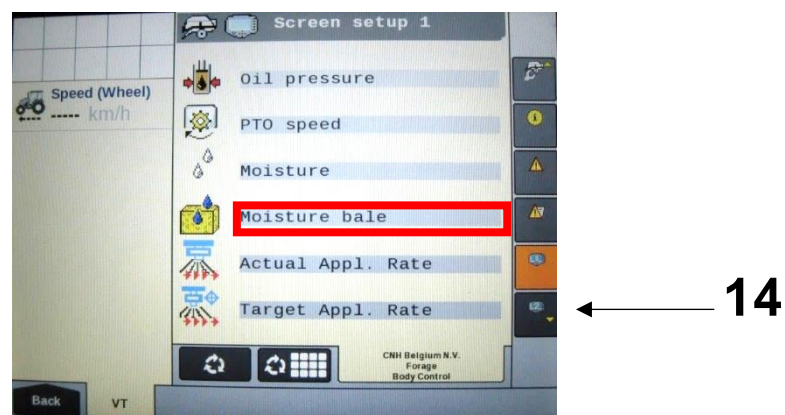 Screen setup 1
Speed (Wheel)
----- km/h
Oil pressure
PTO speed
Moisture
Moisture bale
Actual Appl. Rate
Target Appl. Rate
14
CNH Belgium N.V.
Forage
Body Control
Back
VT